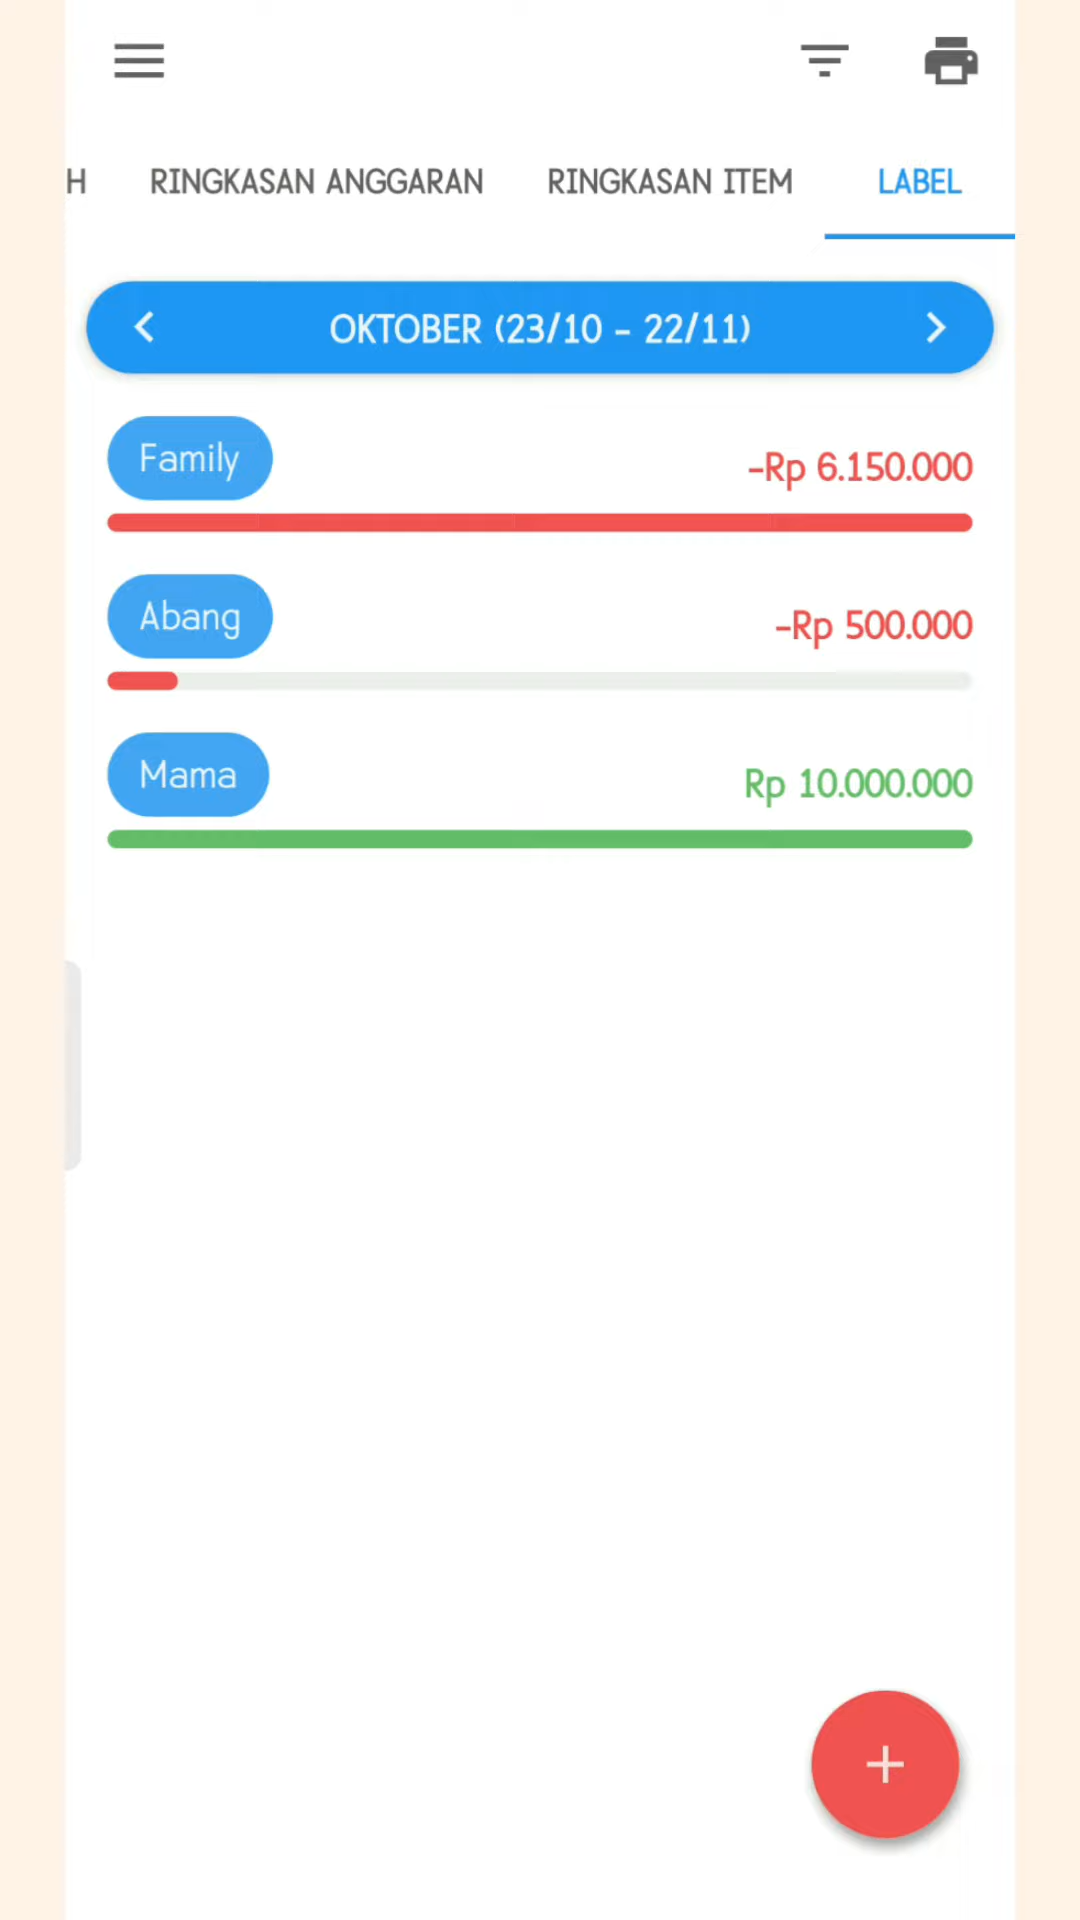 H RINGKASAN ANGGARAN RINGKASAN ITEM LABEL
OKTOBER (23/10 - 22/11)
Family -Rp 6.150.000
Abang -Rp 500.000
Mama Rp 10.000.000